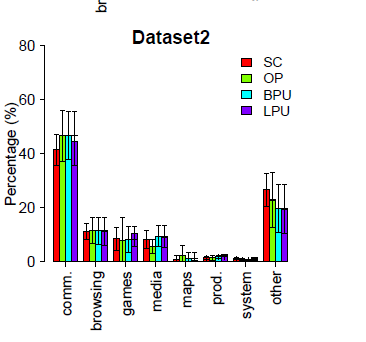 br
Dataset2
Percentage (%)
80
60
40
20
0
SC
OP
BPU
LPU
comm.
browsing
games
media
maps
prod.
system
other